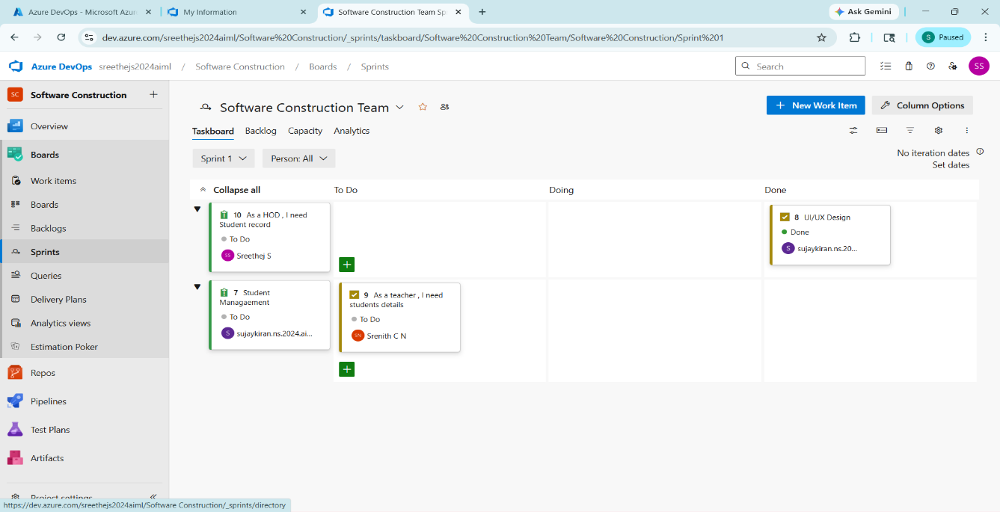 Azure DevOps - Microsoft Azur
My Information
Software Construction Team Sp
Ask Gemini
dev.azure.com/sreethejs2024aiml/Software%20Construction/_sprints/taskboard/Software%20Construction%20Team/Software%20Construction/Sprint%201
S Paused
Azure DevOps sreethejs2024aiml / Software Construction / Boards / Sprints
Search
SS
SC Software Construction
Overview
Boards
Work items
Boards
Backlogs
Sprints
Queries
Delivery Plans
Analytics views
Estimation Poker
Repos
Pipelines
Test Plans
Artifacts
Project settings
https://dev.azure.com/sreethejs2024aiml/Software Construction/_sprints/directory
Software Construction Team
New Work Item
Column Options
Taskboard Backlog Capacity Analytics
Sprint 1
Person: All
No iteration dates
Set dates
Collapse all
To Do
Doing
Done
10 As a HOD , I need
Student record
To Do
SS Sreethej S
8 UI/UX Design
Done
S sujaykiran.ns.20...
7 Student
Managaement
To Do
S sujaykiran.ns.2024.ai...
9 As a teacher , I need
students details
To Do
SN Srenith C N